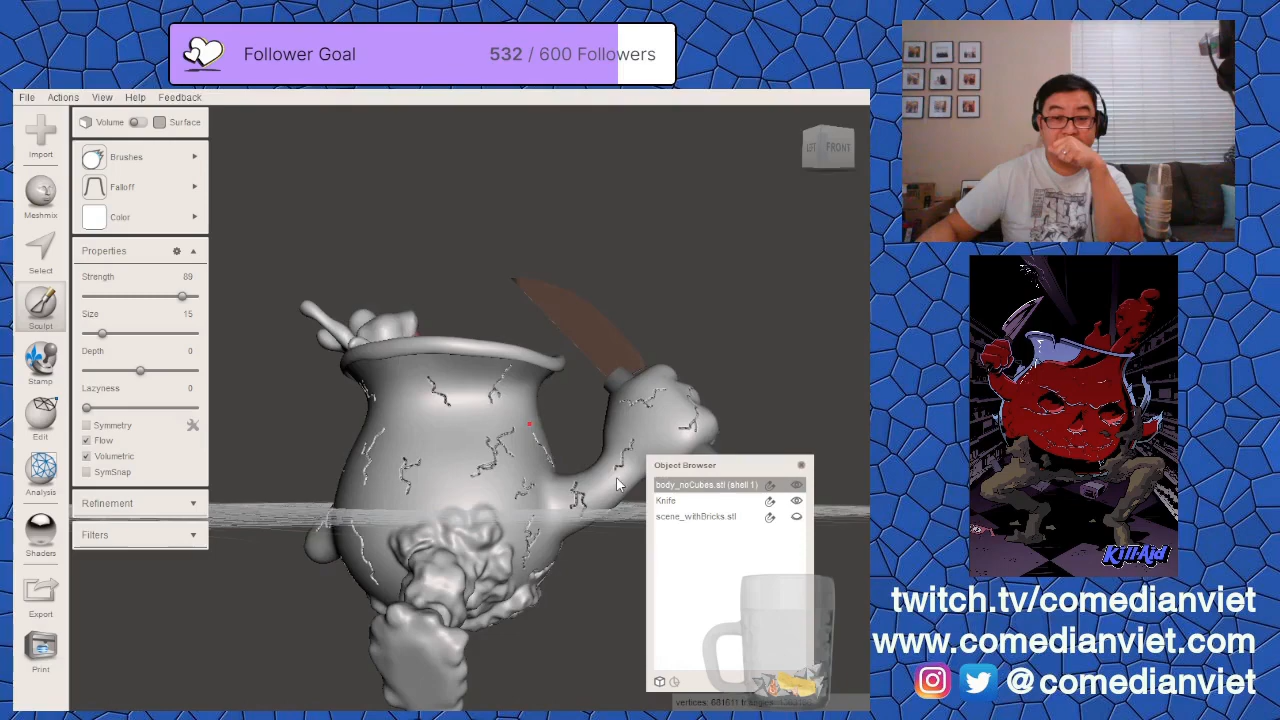 Follower Goal 532 / 600 Followers
File Actions View Help Feedback
Import
Meshmix
Select
Sculpt
Stamp
Edit
Analysis
Shaders
Export
Print
Volume Surface
Brushes
Falloff
Color
Properties
Strength 89
Size 15
Depth 0
Lazyness 0
Symmetry
Flow
Volumetric
SymSnap
Refinement
Filters
FRONT
Object Browser
body_noCubes.stl (shell 1)
Knife
scene_withBricks.stl
Kill-Aid
twitch.tv/comedianviet
www.comedianviet.com
@comedianviet